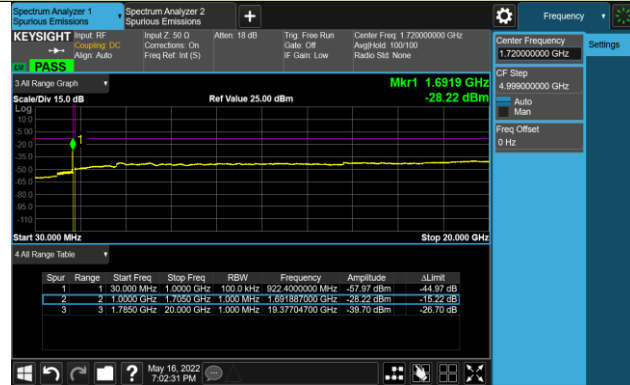 Spectrum Analyzer 1
Spurious Emissions
Spectrum Analyzer 2
Spurious Emissions
+
Frequency
KEYSIGHT
Input: RF
Coupling: DC
Align: Auto
Input Z: 50 Ω
Corrections: On
Freq Ref: Int (S)
Atten: 18 dB
Trig: Free Run
Gate: Off
IF Gain: Low
Center Freq: 1.720000000 GHz
Avg|Hold: 100/100
Radio Std: None
PASS
Center Frequency
1.720000000 GHz
Settings
CF Step
4.999000000 GHz
Auto
Man
Freq Offset
0 Hz
3 All Range Graph
Mkr1 1.6919 GHz
Scale/Div 15.0 dB
Ref Value 25.00 dBm
-28.22 dBm
Log
10.0
-5.00
-20.0
-35.0
-50.0
-65.0
-80.0
-95.0
-110
1
Start 30.000 MHz
Stop 20.000 GHz
4 All Range Table
Spur Range Start Freq Stop Freq RBW Frequency Amplitude ΔLimit
1 1 30.000 MHz 1.0000 GHz 100.0 kHz 922.4000000 MHz -57.97 dBm -44.97 dB
2 2 1.0000 GHz 1.7050 GHz 1.000 MHz 1.691887000 GHz -28.22 dBm -15.22 dB
3 3 1.7850 GHz 20.000 GHz 1.000 MHz 19.37704700 GHz -39.70 dBm -26.70 dB
?
May 16, 2022
7:02:31 PM